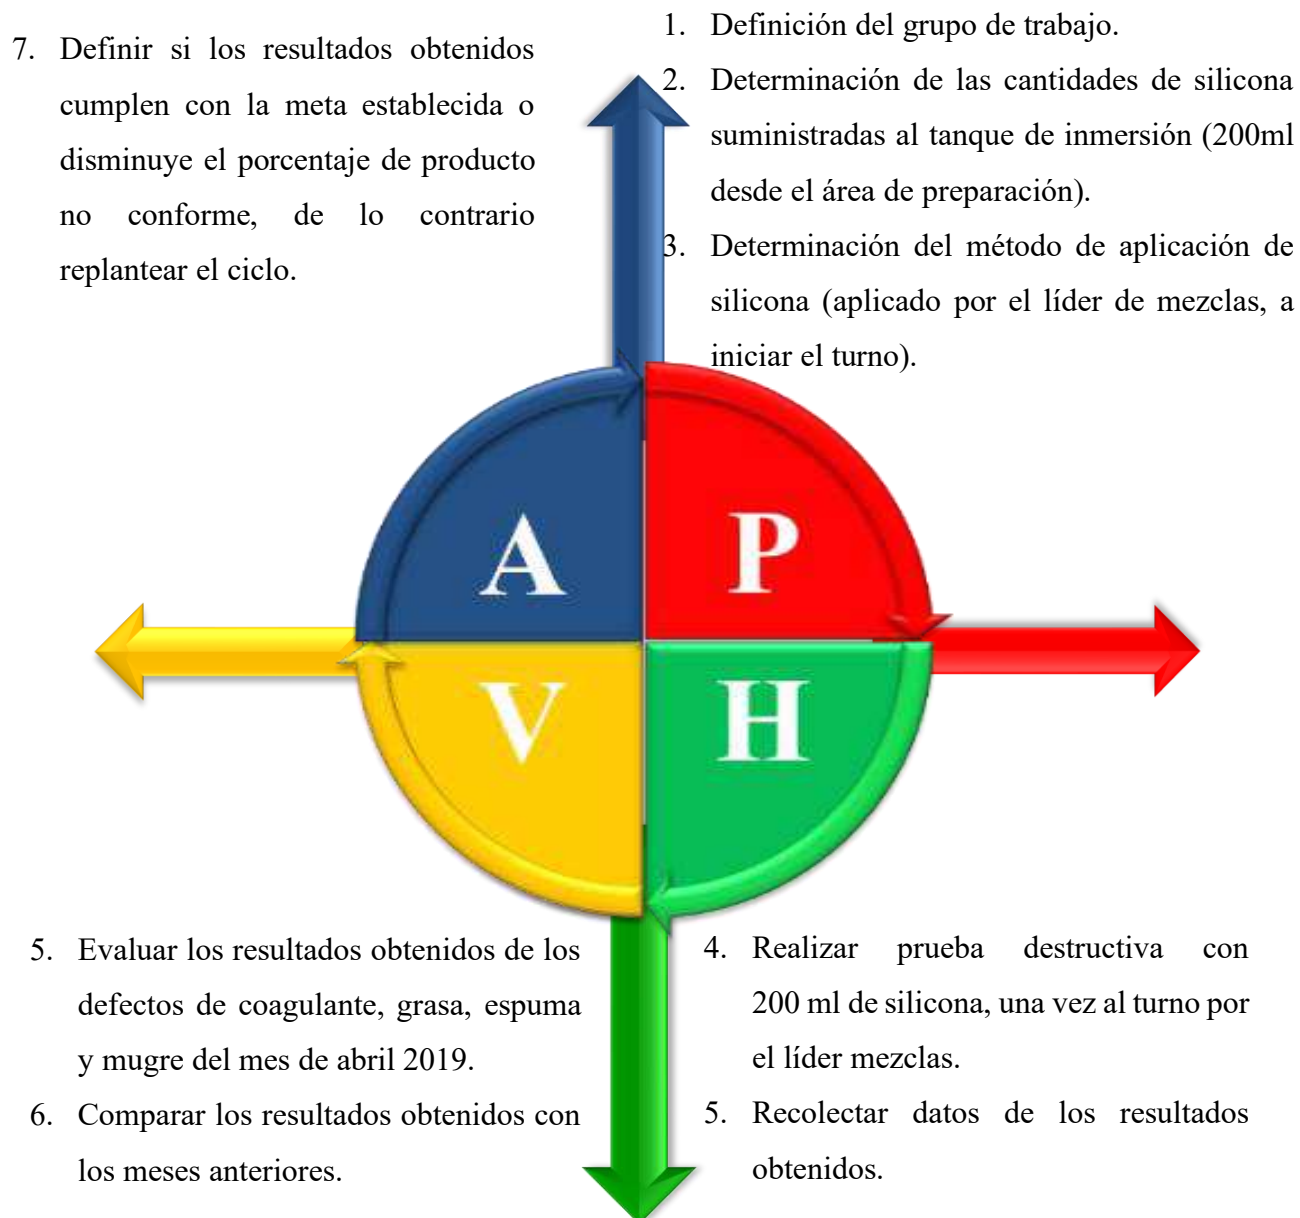 7. Definir si los resultados obtenidos
cumplen con la meta establecida o
disminuye el porcentaje de producto
no conforme, de lo contrario
replantear el ciclo.
1. Definición del grupo de trabajo.
2. Determinación de las cantidades de silicona
suministradas al tanque de inmersión (200ml
desde el área de preparación).
3. Determinación del método de aplicación de
silicona (aplicado por el líder de mezclas, a
iniciar el turno).
A
P
V
H
5. Evaluar los resultados obtenidos de los
defectos de coagulante, grasa, espuma
y mugre del mes de abril 2019.
6. Comparar los resultados obtenidos con
los meses anteriores.
4. Realizar prueba destructiva con
200 ml de silicona, una vez al turno por
el líder mezclas.
5. Recolectar datos de los resultados
obtenidos.